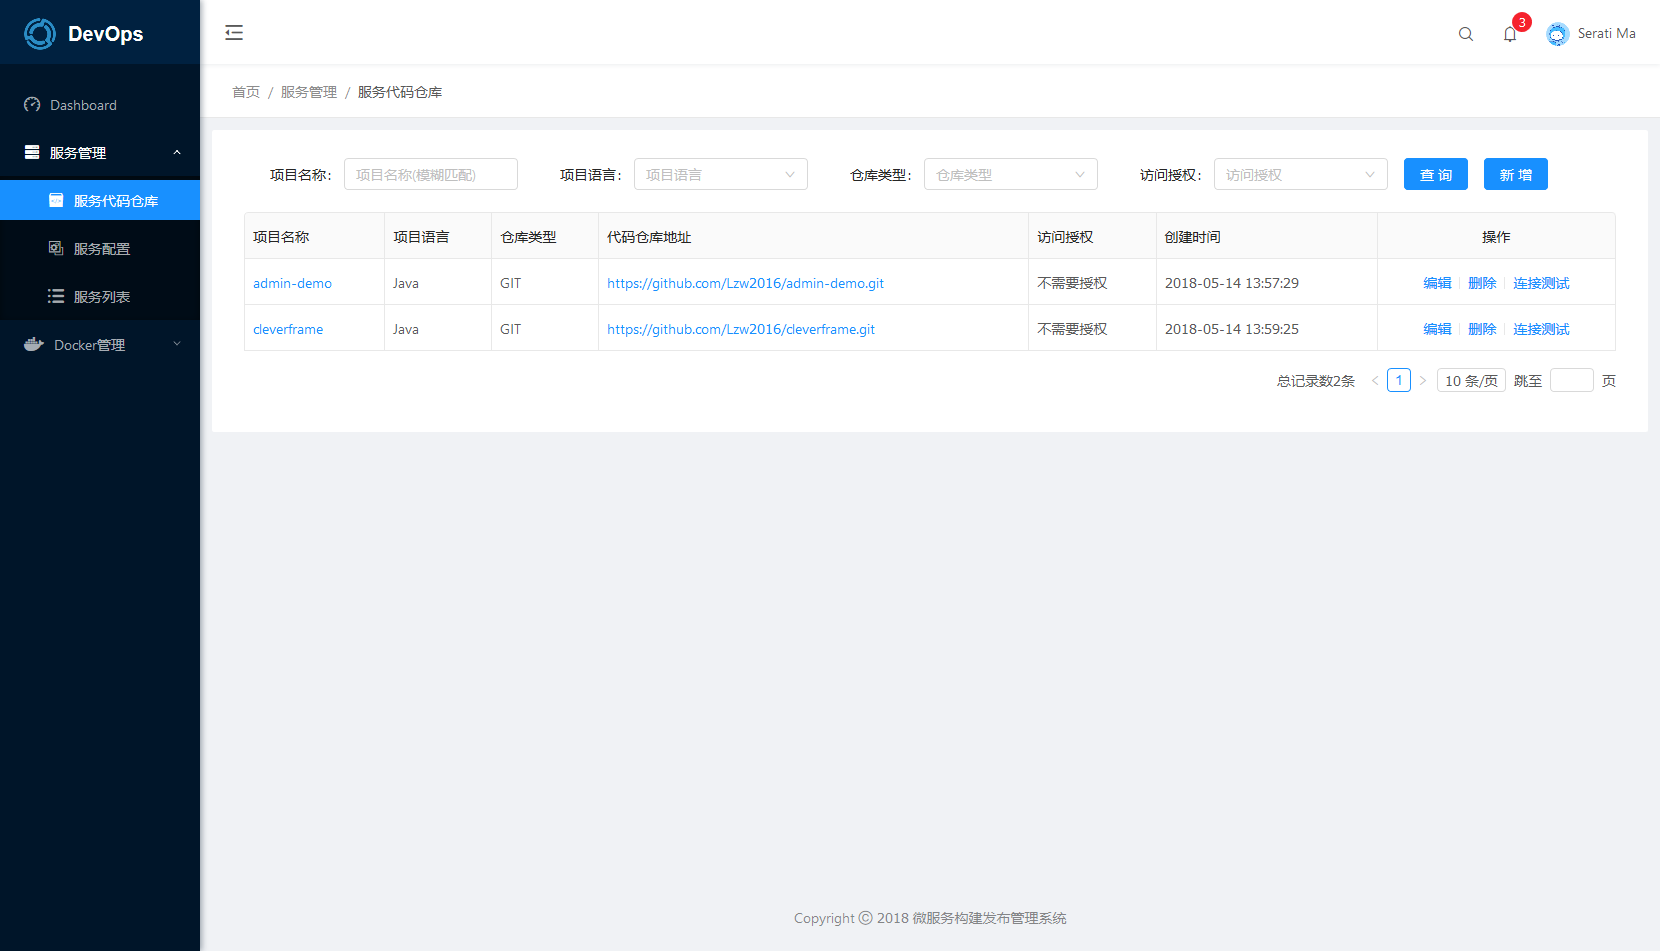 DevOps
3
Serati Ma
Dashboard
服务管理
服务代码仓库
服务配置
服务列表
Docker管理
首页 / 服务管理 / 服务代码仓库
项目名称: 项目名称(模糊匹配) 项目语言: 项目语言 仓库类型: 仓库类型 访问授权: 访问授权 查 询 新 增
项目名称 项目语言 仓库类型 代码仓库地址 访问授权 创建时间 操作
admin-demo Java GIT https://github.com/Lzw2016/admin-demo.git 不需要授权 2018-05-14 13:57:29 编辑 删除 连接测试
cleverframe Java GIT https://github.com/Lzw2016/cleverframe.git 不需要授权 2018-05-14 13:59:25 编辑 删除 连接测试
总记录数2条 < 1 > 10 条/页 跳至 页
Copyright © 2018 微服务构建发布管理系统